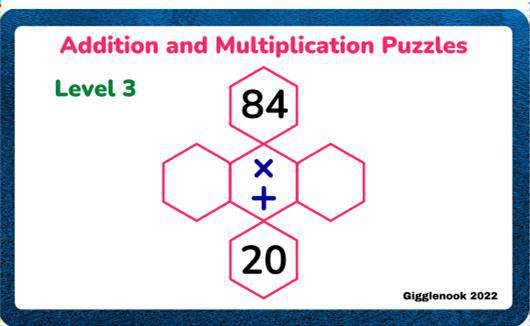 Addition and Multiplication Puzzles
Level 3
84
×
+
20
Gigglenook 2022